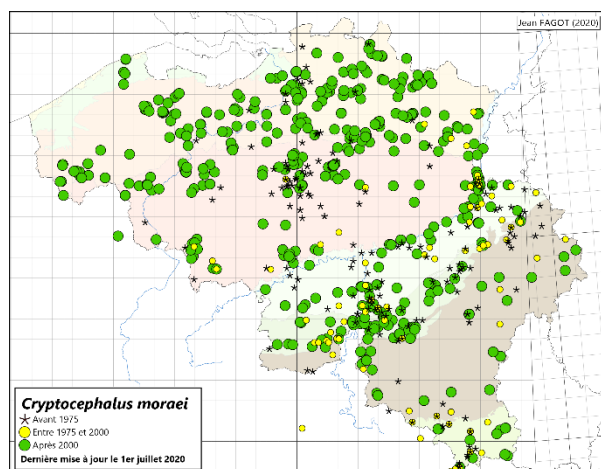 Jean FAGOT (2020)
Cryptocephalus moraei
Avant 1975
Entre 1975 et 2000
Après 2000
Dernière mise à jour le 1er juillet 2020